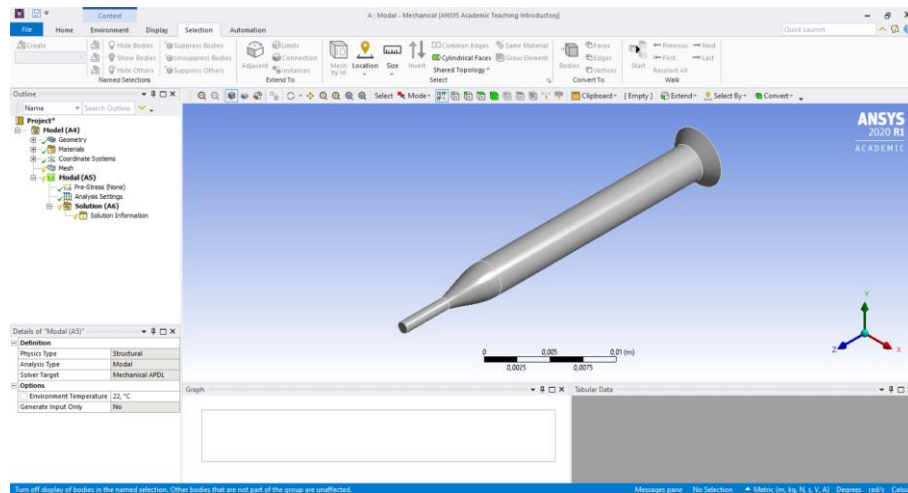 Context
A : Modal - Mechanical [ANSYS Academic Teaching Introductory]
File Home Environment Display Selection Automation
Quick Launch
Create
Hide Bodies
Show Bodies
Hide Others
Suppress Bodies
Unsuppress Bodies
Suppress Others
Named Selections
Adjacent
Limits
Connection
Instances
Extend To
Mesh by Id
Location
Size
Invert
Common Edges
Cylindrical Faces
Shared Topology
Same Material
Grow Element
Select
Bodies
Faces
Edges
Vertices
Convert To
Start
Previous
Next
First
Last
Reselect All
Walk
Outline
Name Search Outline
Select Mode Clipboard [Empty] Extend Select By Convert
Project*
Model (A4)
Geometry
Materials
Coordinate Systems
Mesh
Modal (A5)
Pre-Stress (None)
Analysis Settings
Solution (A6)
Solution Information
ANSYS
2020 R1
ACADEMIC
Y
Z
X
0 0,005 0,01 (m)
0,0025 0,0075
Details of "Modal (A5)"
Definition
Physics Type Structural
Analysis Type Modal
Solver Target Mechanical APDL
Options
Environment Temperature 22, °C
Generate Input Only No
Graph
Tabular Data
Turn off display of bodies in the named selection. Other bodies that are not part of the group are unaffected.
Messages pane No Selection Metric (m, kg, N, s, V, A) Degrees rad/s Celsi